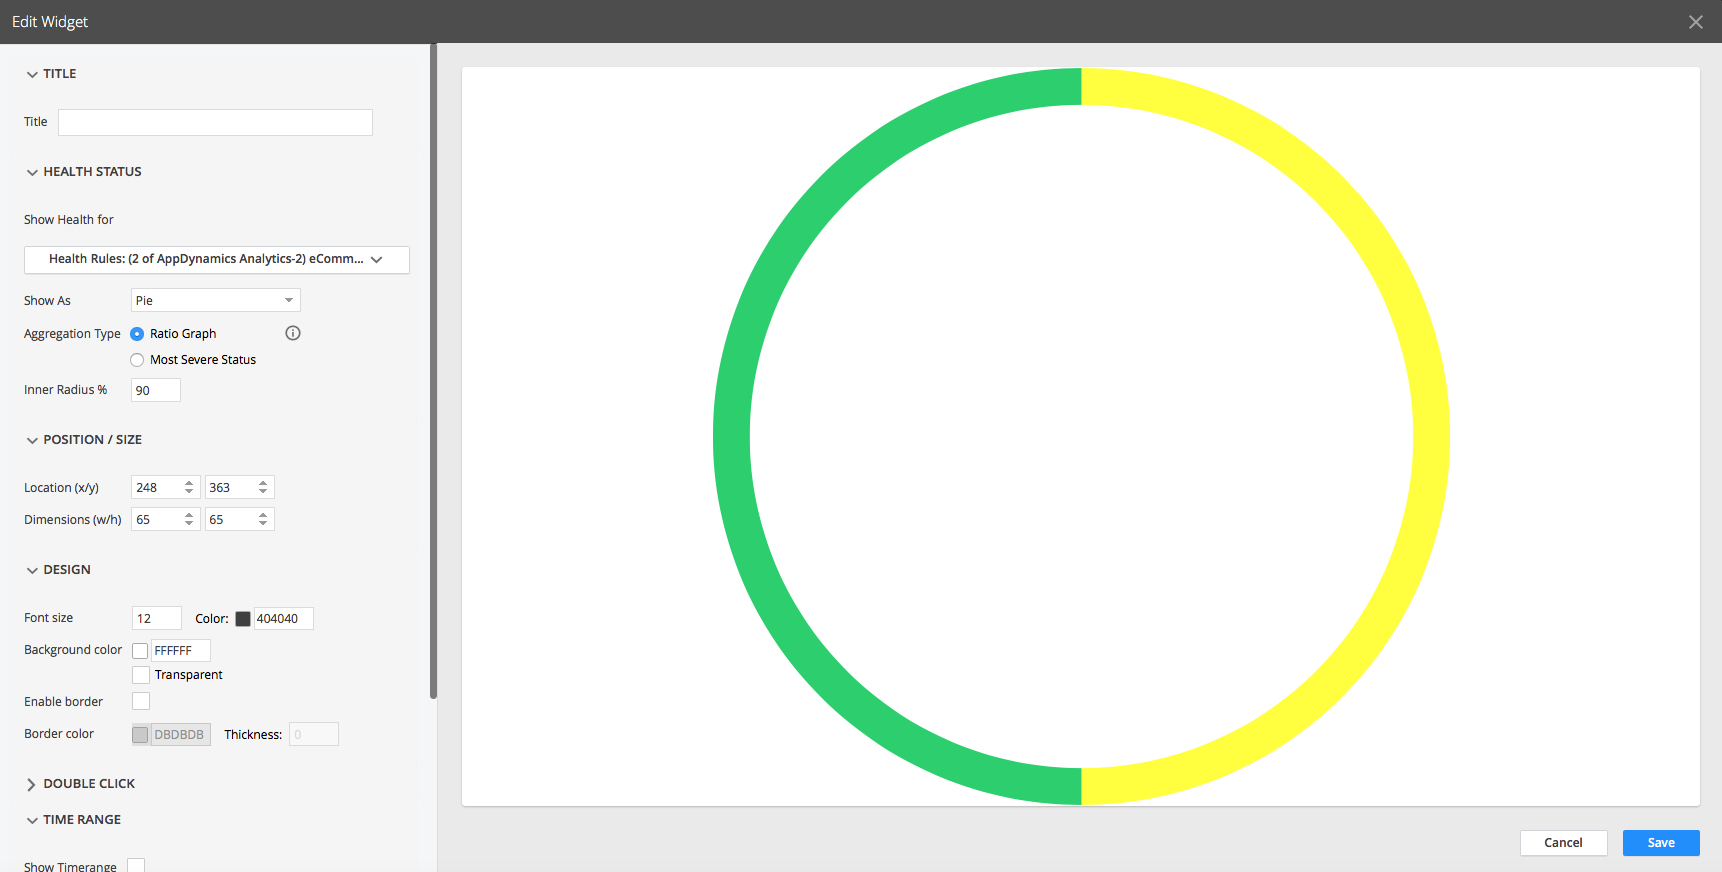 Edit Widget
TITLE
Title
HEALTH STATUS
Show Health for
Health Rules: (2 of AppDynamics Analytics-2) eComm...
Show As Pie
Aggregation Type Ratio Graph
Most Severe Status
Inner Radius % 90
POSITION / SIZE
Location (x/y) 248 363
Dimensions (w/h) 65 65
DESIGN
Font size 12 Color: 404040
Background color FFFFFF
Transparent
Enable border
Border color DBDBDB Thickness: 0
DOUBLE CLICK
TIME RANGE
Show Timerange
Cancel Save